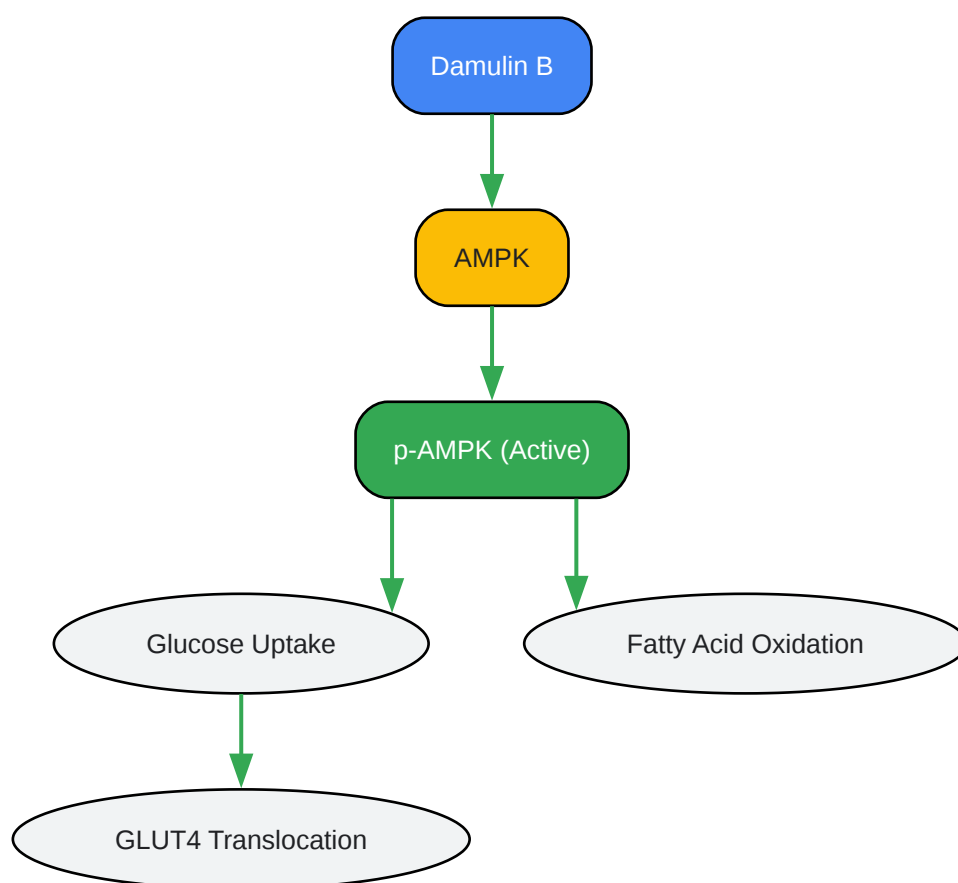 Damulin B
AMPK
p-AMPK (Active)
Glucose Uptake
Fatty Acid Oxidation
GLUT4 Translocation